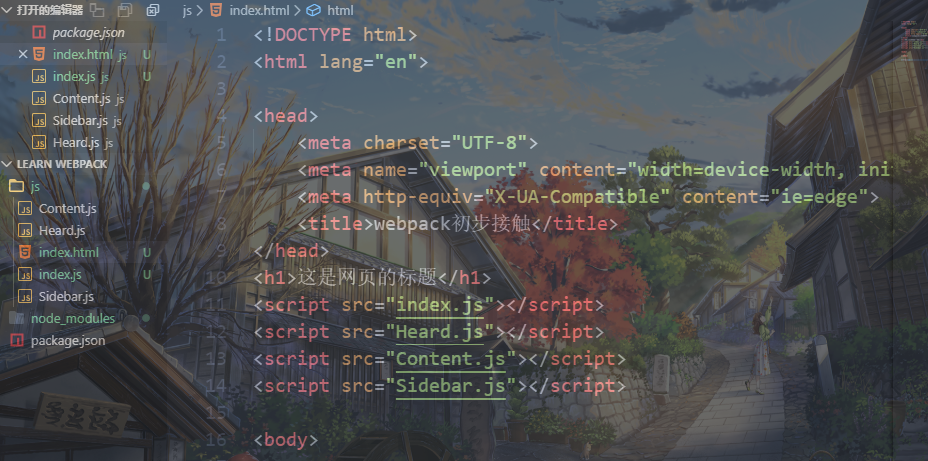 打开的编辑器
package.json
index.html js U
index.js js U
Content.js js
Sidebar.js js
Heard.js js
LEARN WEBPACK
js
Content.js
Heard.js
index.html U
index.js U
Sidebar.js
node_modules
package.json
js > index.html > html
1 <!DOCTYPE html>
2 <html lang="en">
3
4 <head>
5 <meta charset="UTF-8">
6 <meta name="viewport" content="width=device-width, ini
7 <meta http-equiv="X-UA-Compatible" content="ie=edge">
8 <title>webpack初步接触</title>
9 </head>
10 <h1>这是网页的标题</h1>
11 <script src="index.js"></script>
12 <script src="Heard.js"></script>
13 <script src="Content.js"></script>
14 <script src="Sidebar.js"></script>
15
16 <body>